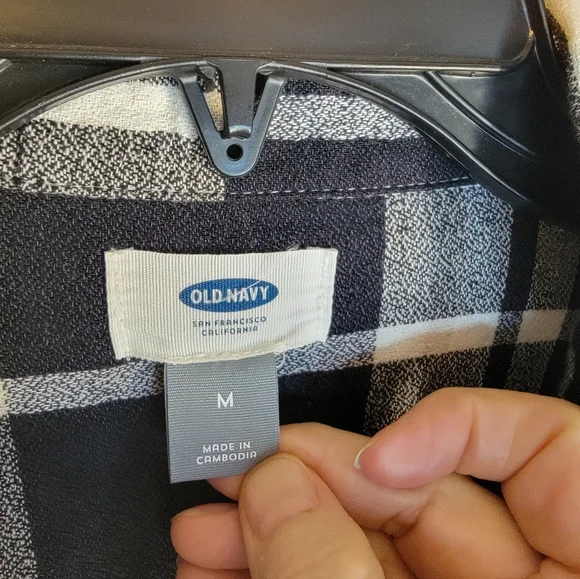 OLD NAVY
SAN FRANCISCO
CALIFORNIA
M
MADE IN
CAMBODIA